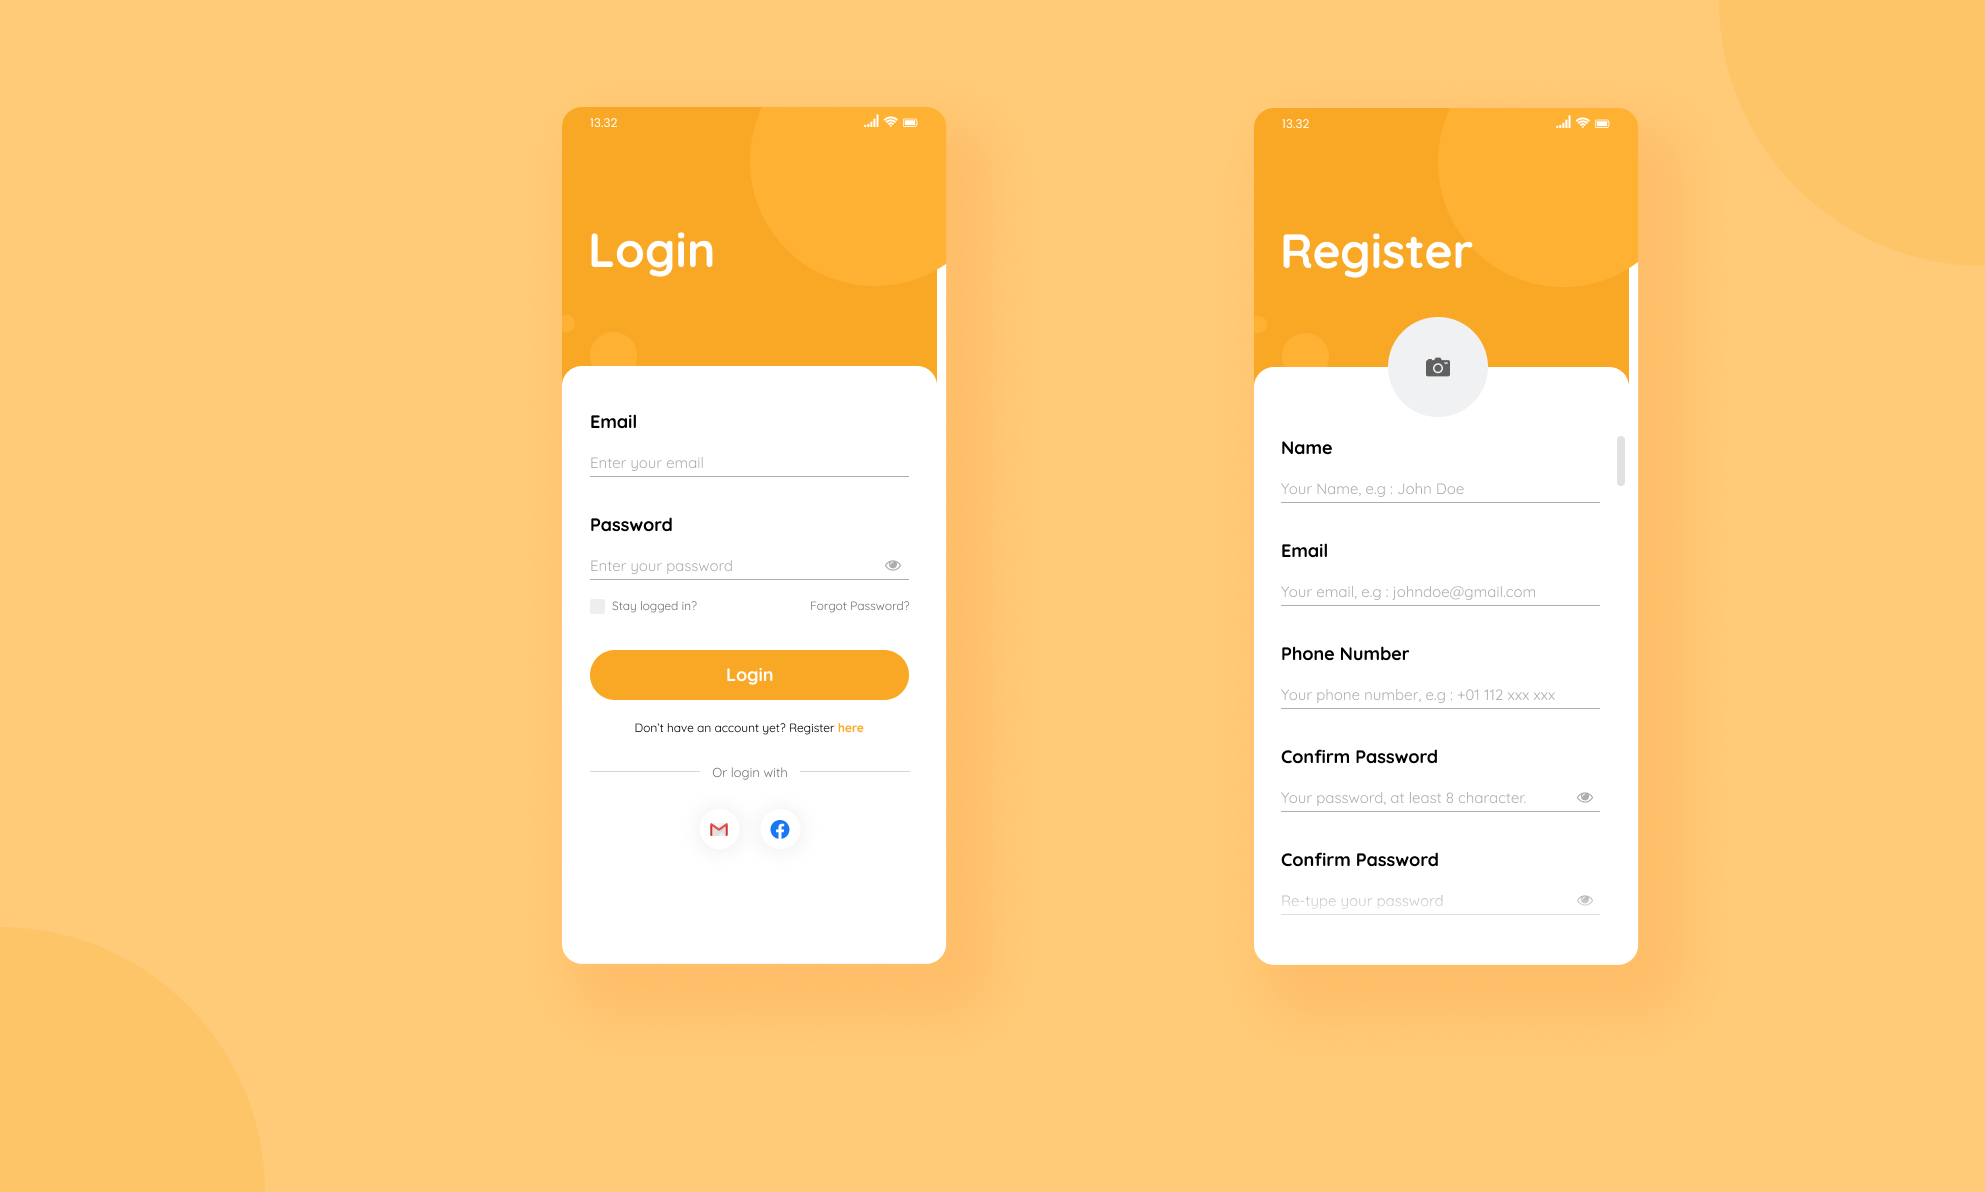 13.32
Login
Email
Enter your email
Password
Enter your password
Stay logged in? Forgot Password?
Login
Don't have an account yet? Register here
Or login with
13.32
Register
Name
Your Name, e.g : John Doe
Email
Your email, e.g : johndoe@gmail.com
Phone Number
Your phone number, e.g : +01 112 xxx xxx
Confirm Password
Your password, at least 8 character.
Confirm Password
Re-type your password